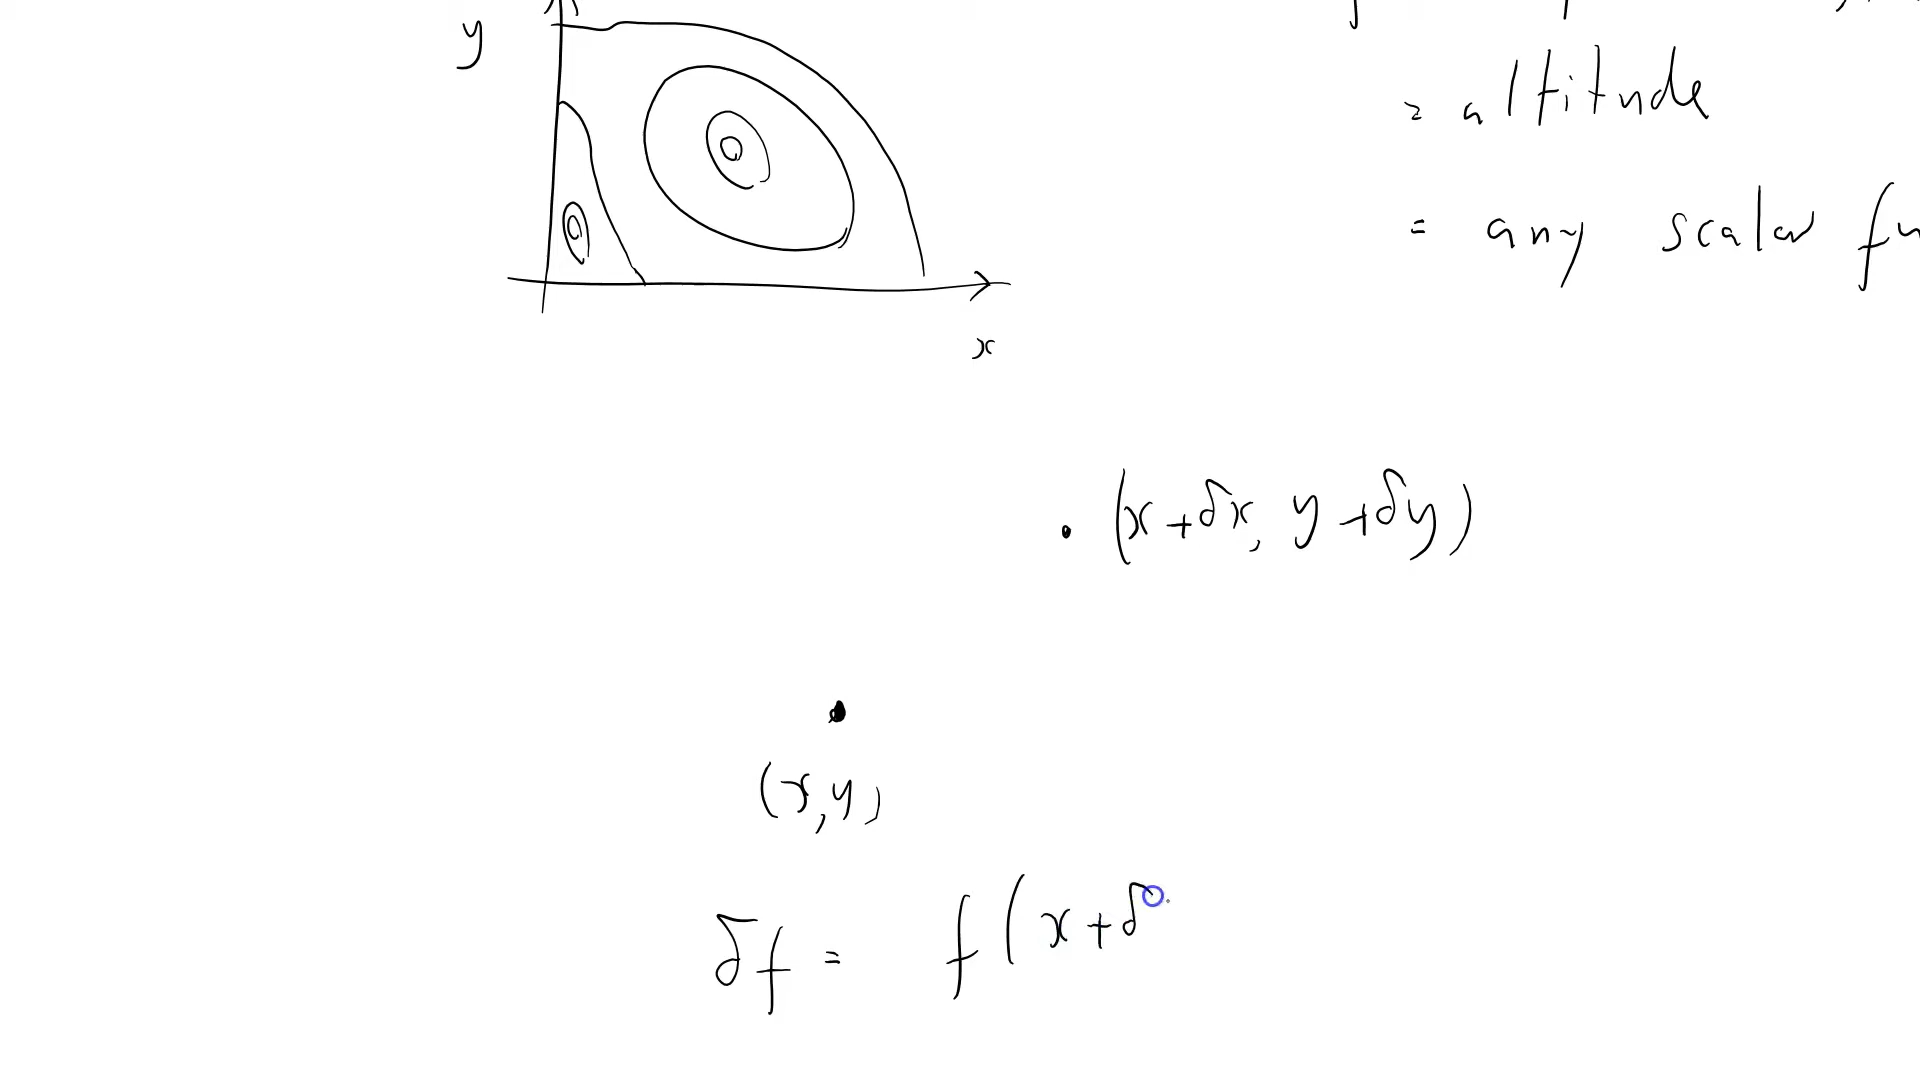 y
= altitude
= any scalar fu
x
(x+δx, y+δy)
(x,y)
δf = f(x+δ